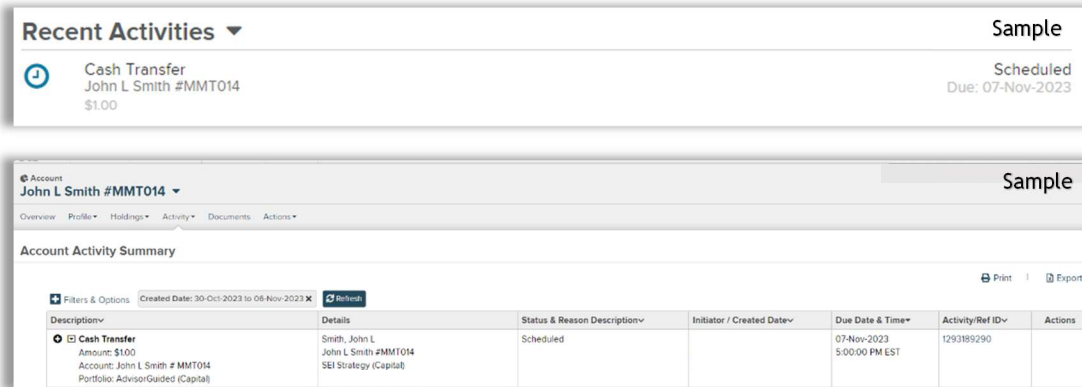 Recent Activities
Sample
Cash Transfer
Scheduled
John L Smith #MMT014
Due: 07-Nov-2023
$1.00
Account
Sample
John L Smith #MMT014
Overview Profile Holdings Activity Documents Actions
Account Activity Summary
Print Export
Filters & Options Created Date: 30-Oct-2023 to 06-Nov-2023 Refresh
Description Details Status & Reason Description Initiator / Created Date Due Date & Time Activity/Ref ID Actions
Cash Transfer Smith, John L Scheduled 07-Nov-2023 1293189290
Amount: $1.00 John L Smith #MMT014 5:00:00 PM EST
Account: John L Smith # MMT014 SEI Strategy (Capital)
Portfolio: AdvisorGuided (Capital)